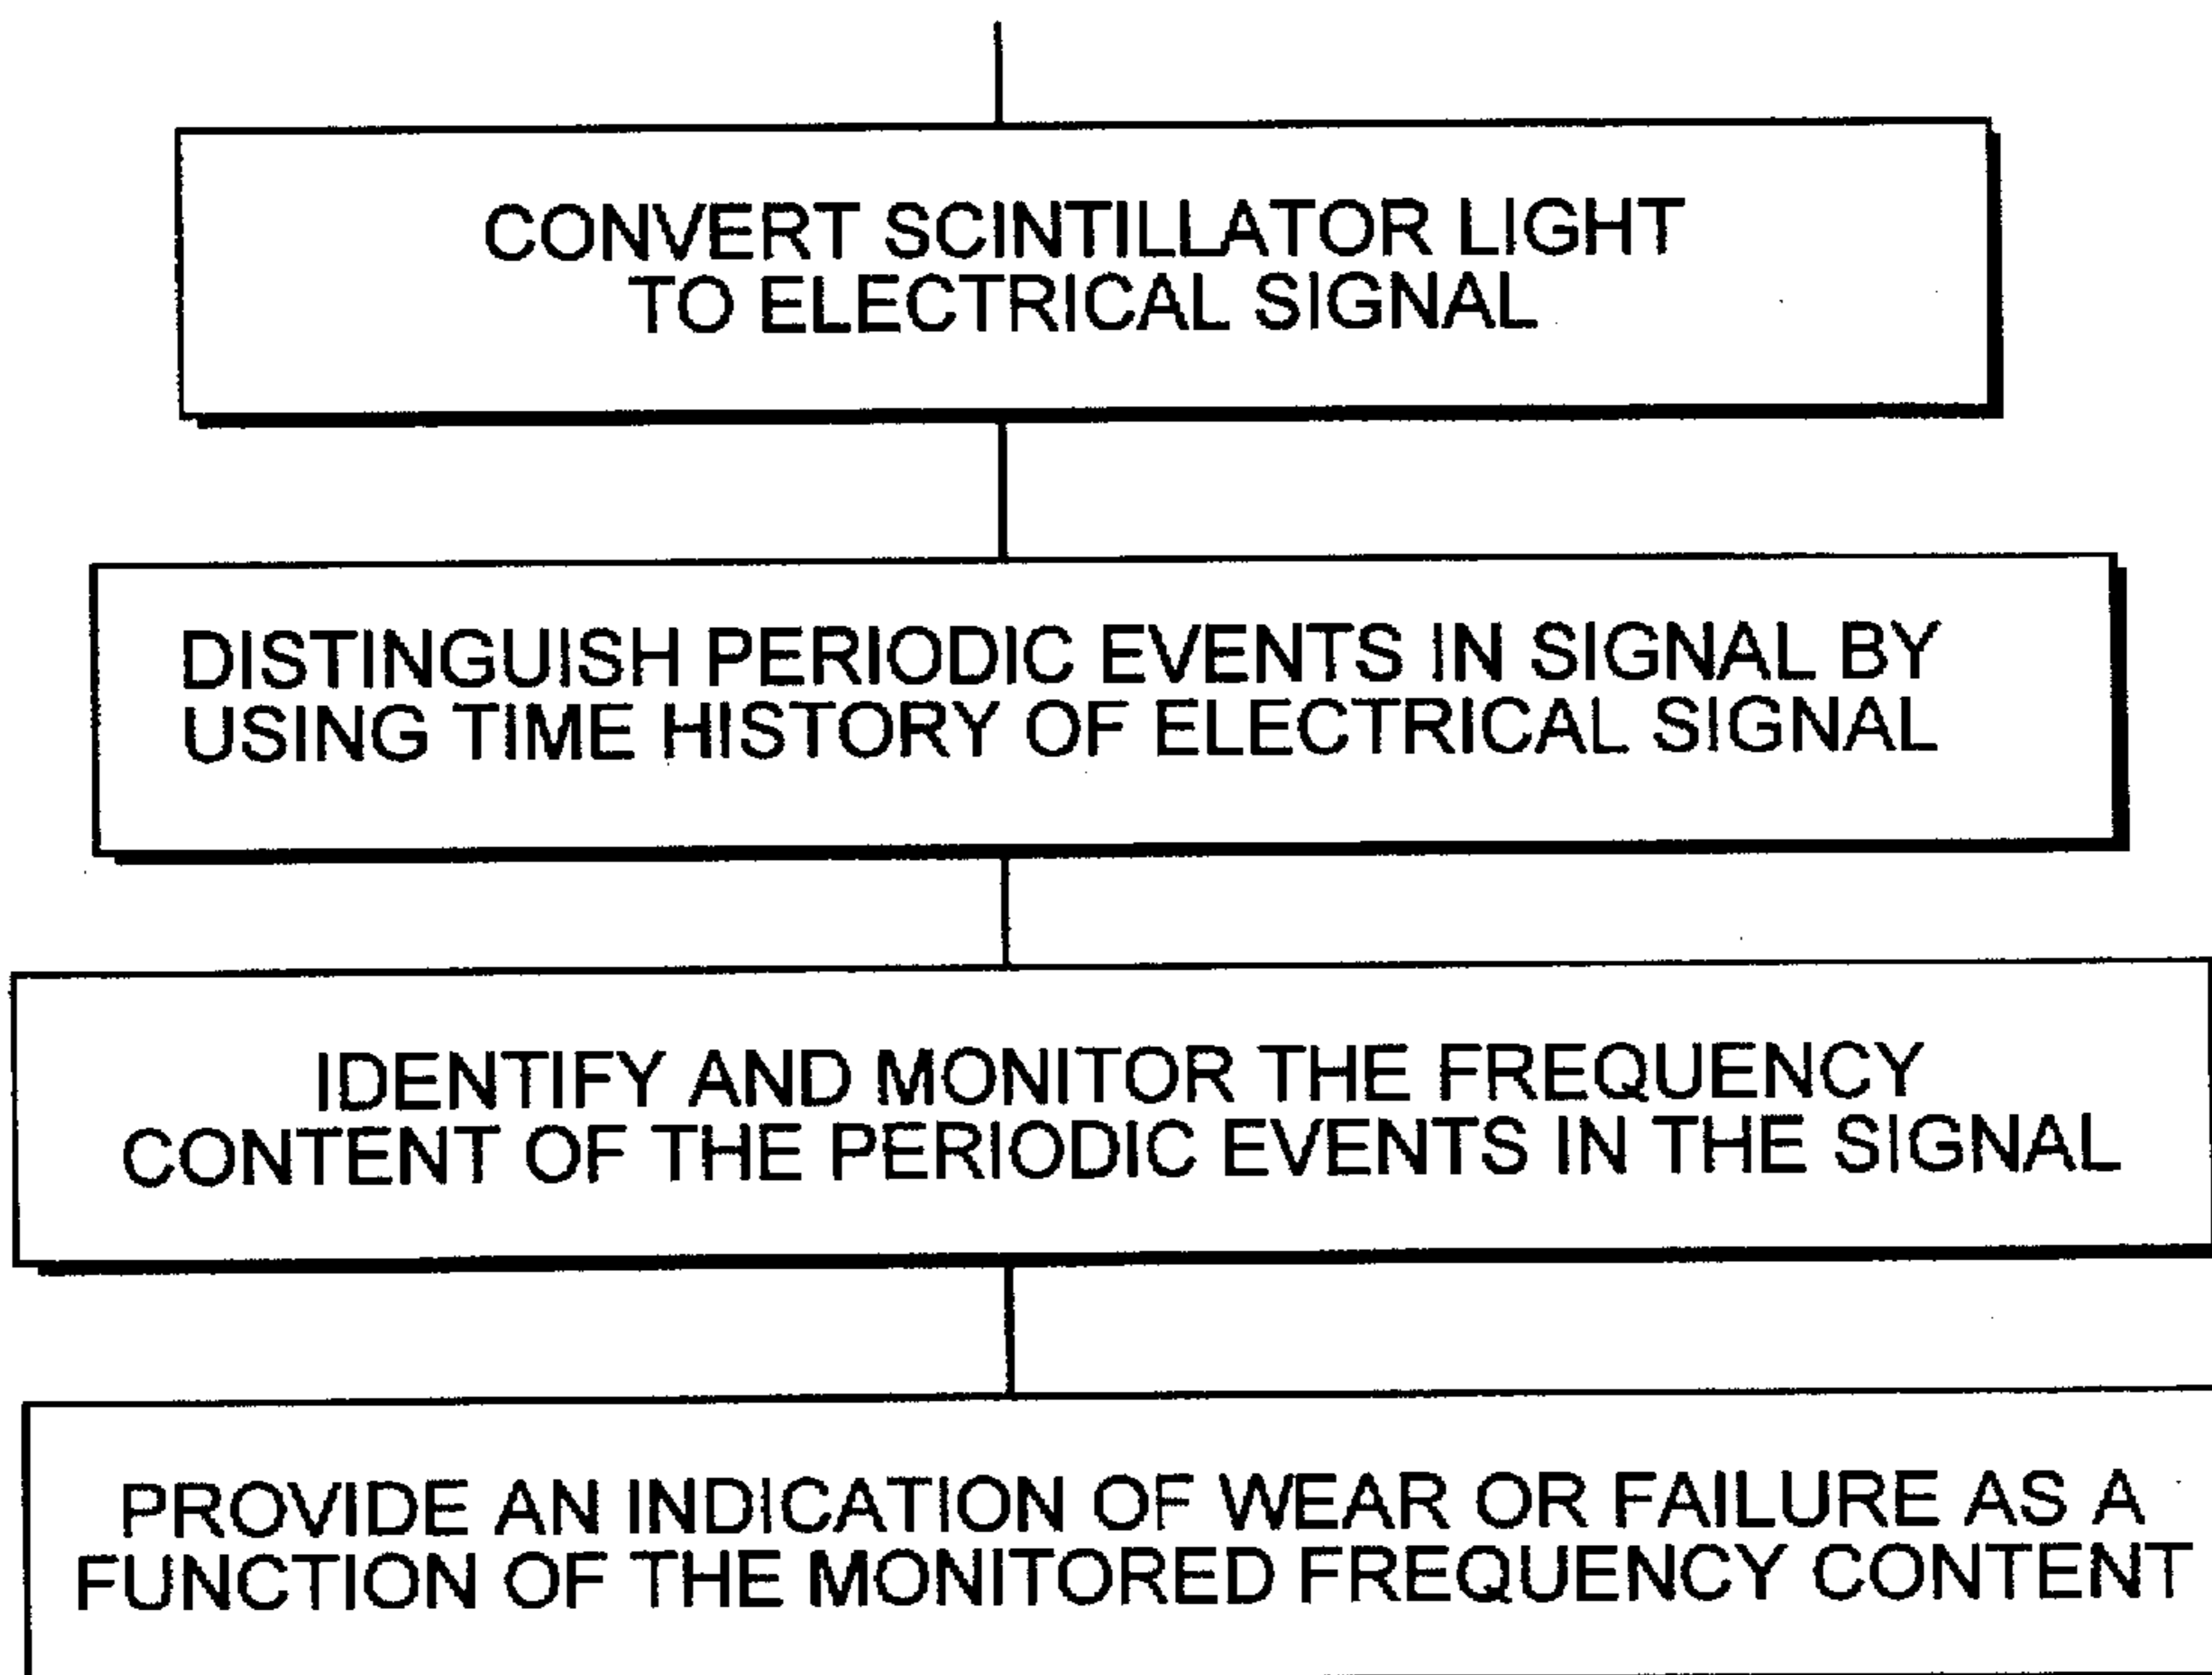 CONVERT SCINTILLATOR LIGHT
TO ELECTRICAL SIGNAL
DISTINGUISH PERIODIC EVENTS IN SIGNAL BY
USING TIME HISTORY OF ELECTRICAL SIGNAL
IDENTIFY AND MONITOR THE FREQUENCY
CONTENT OF THE PERIODIC EVENTS IN THE SIGNAL
PROVIDE AN INDICATION OF WEAR OR FAILURE AS A
FUNCTION OF THE MONITORED FREQUENCY CONTENT